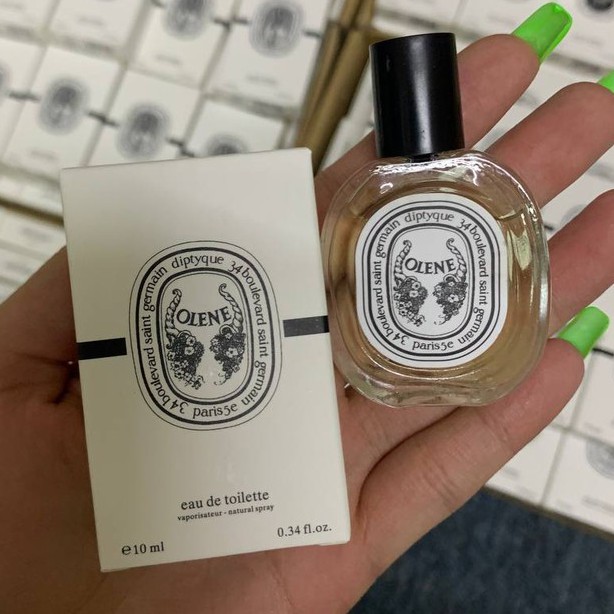 34 boulevard saint germain diptyque 34 boulevard saint germain paris5e
OLENE
eau de toilette
vaporisateur - natural spray
e 10 ml
0.34 fl.oz.
34 boulevard saint germain diptyque 34 boulevard saint germain paris5e
OLENE